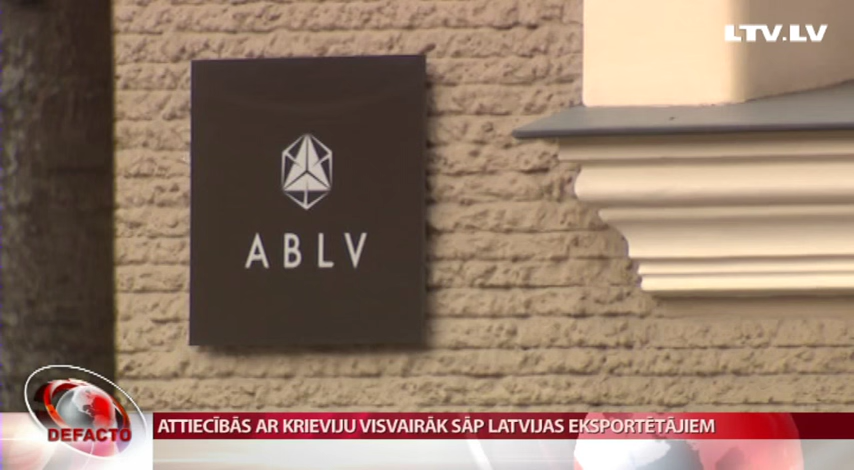 LTV.LV
ABLV
DEFACTO
ATTIECĪBĀS AR KRIEVIJU VISVAIRĀK SĀP LATVIJAS EKSPORTĒTĀJIEM